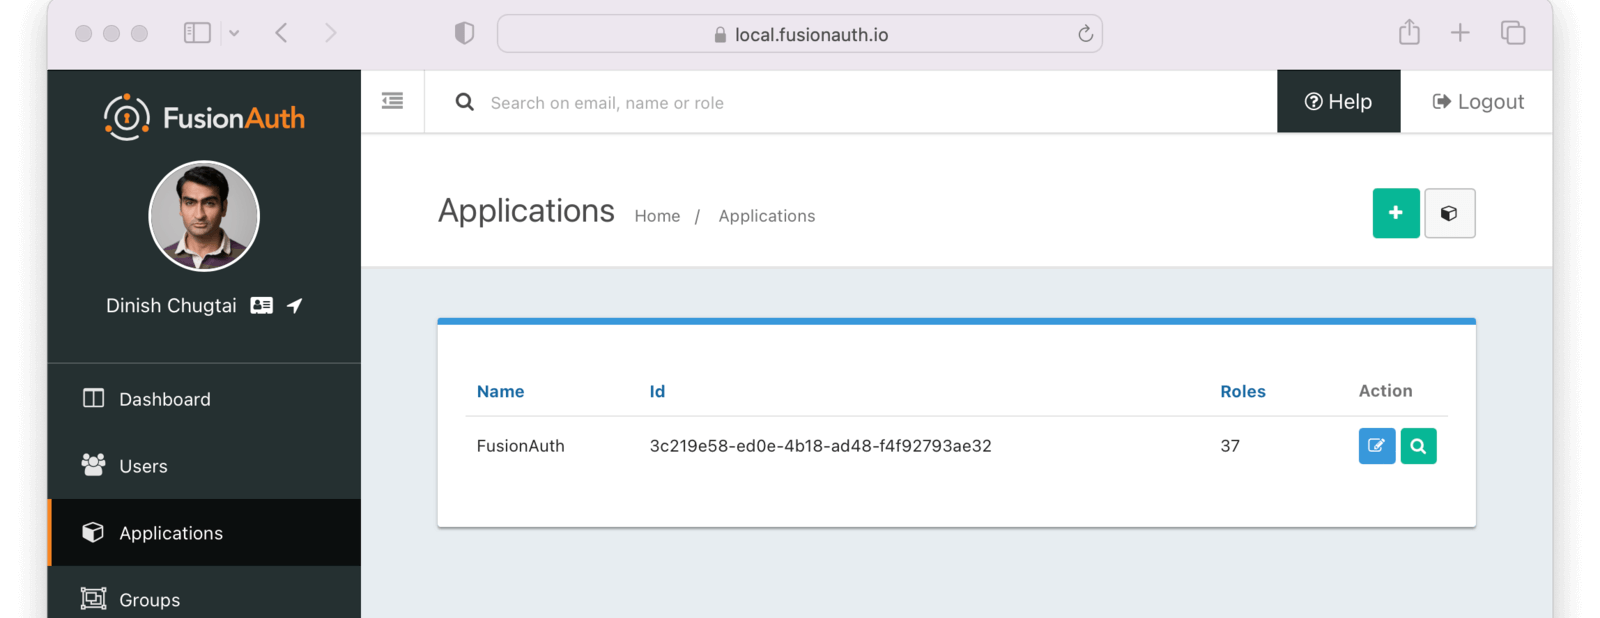 local.fusionauth.io
FusionAuth
Search on email, name or role
Help
Logout
Applications
Home / Applications
Dinish Chugtai
Dashboard
Users
Applications
Groups
Name Id Roles Action
FusionAuth 3c219e58-ed0e-4b18-ad48-f4f92793ae32 37